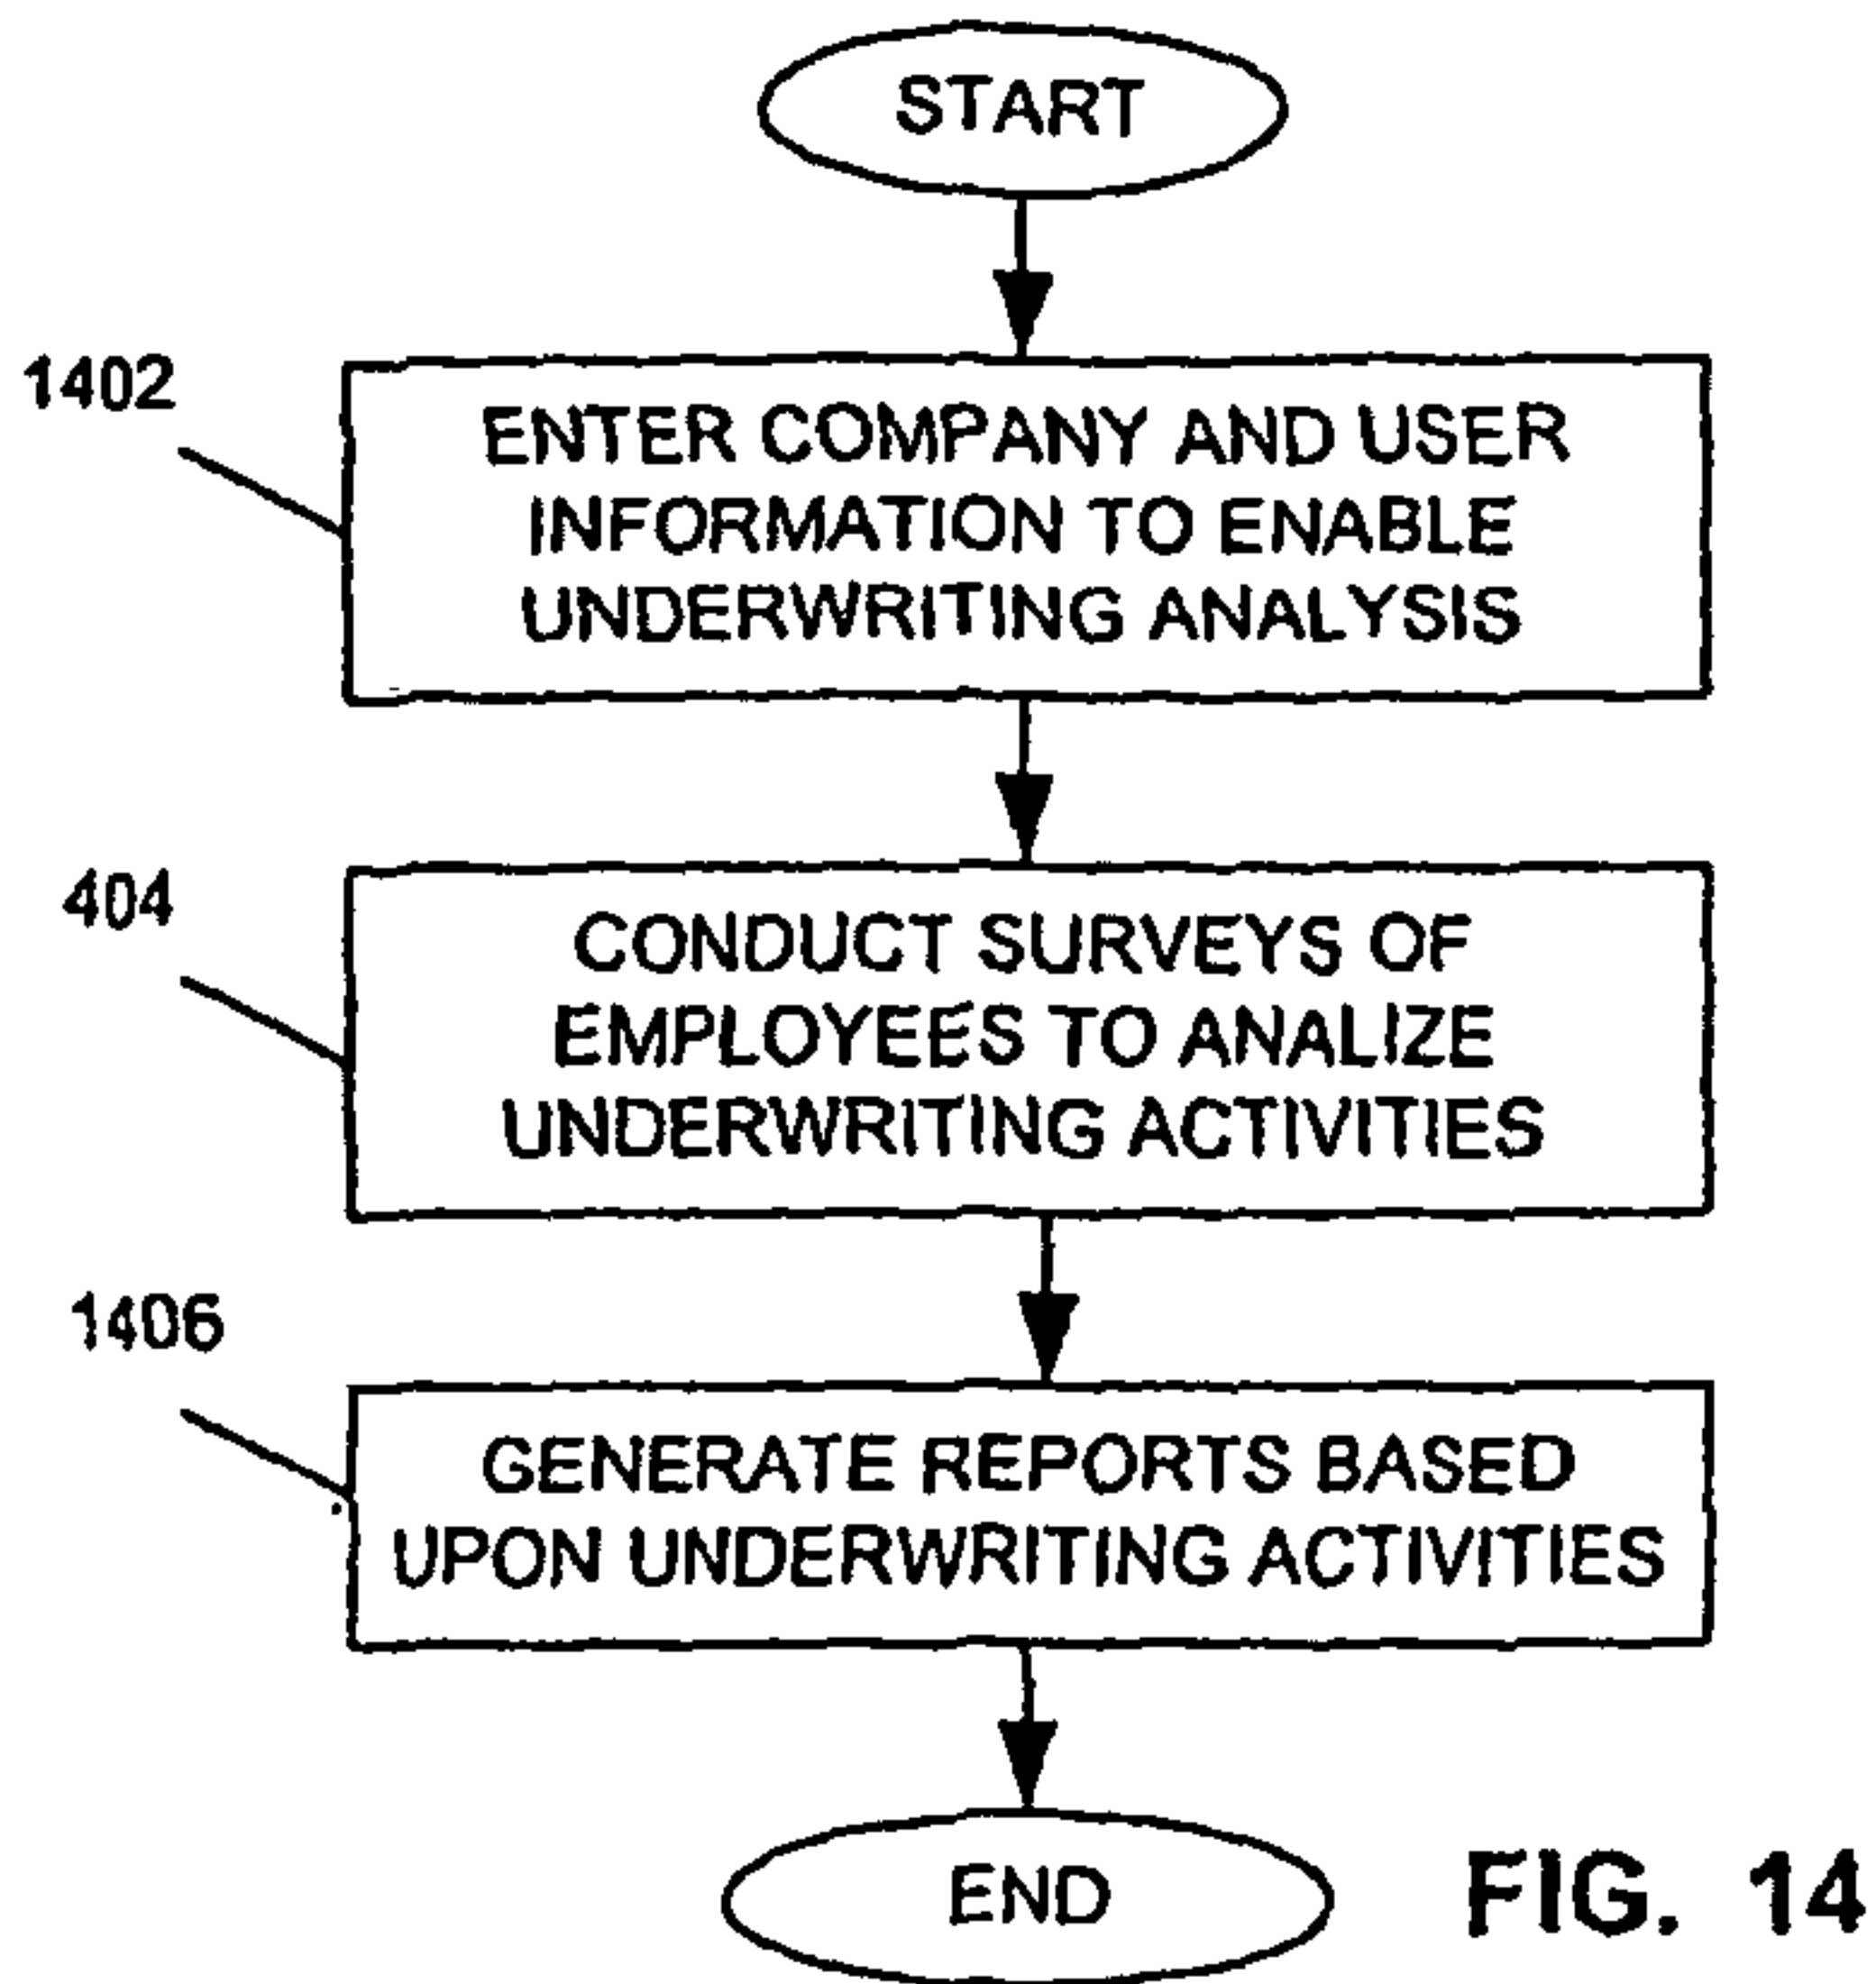 START
1402
ENTER COMPANY AND USER
INFORMATION TO ENABLE
UNDERWRITING ANALYSIS
404
CONDUCT SURVEYS OF
EMPLOYEES TO ANALIZE
UNDERWRITING ACTIVITIES
1406
GENERATE REPORTS BASED
UPON UNDERWRITING ACTIVITIES
END
FIG. 14